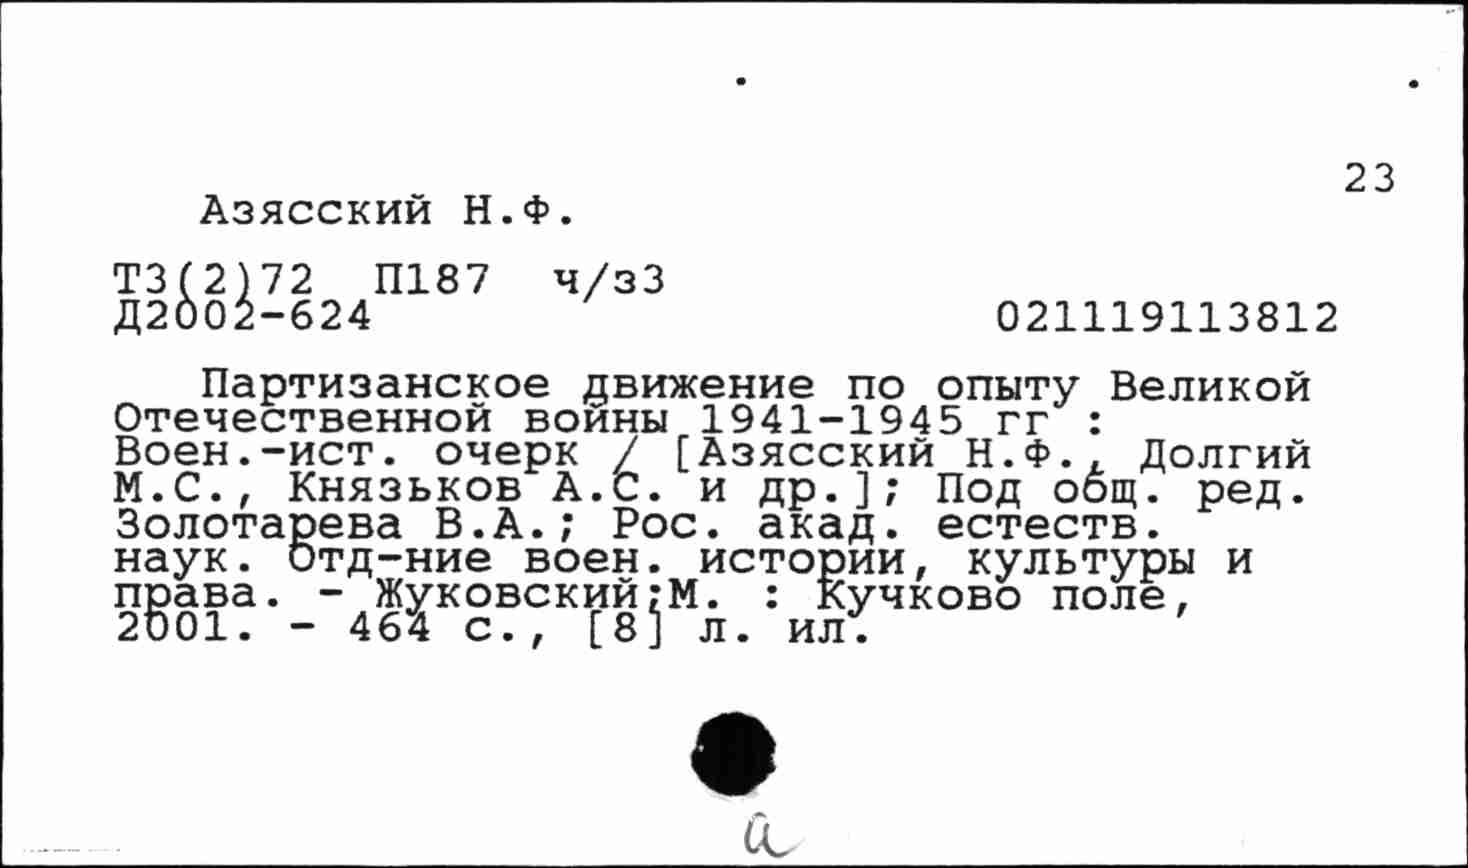 23
Азясский Н.Ф.
Т3(2)72 П187 ч/з3
Д2002-624 021119113812
Партизанское движение по опыту Великой
Отечественной войны 1941-1945 гг :
Воен.-ист. очерк / [Азясский Н.Ф., Долгий
М.С., Князьков А.С. и др.]; Под общ. ред.
Золотарева В.А.; Рос. акад. естеств.
наук. Отд-ние воен. истории, культуры и
права. - Жуковский;М. : Кучково поле,
2001. - 464 с., [8] л. ил.
а